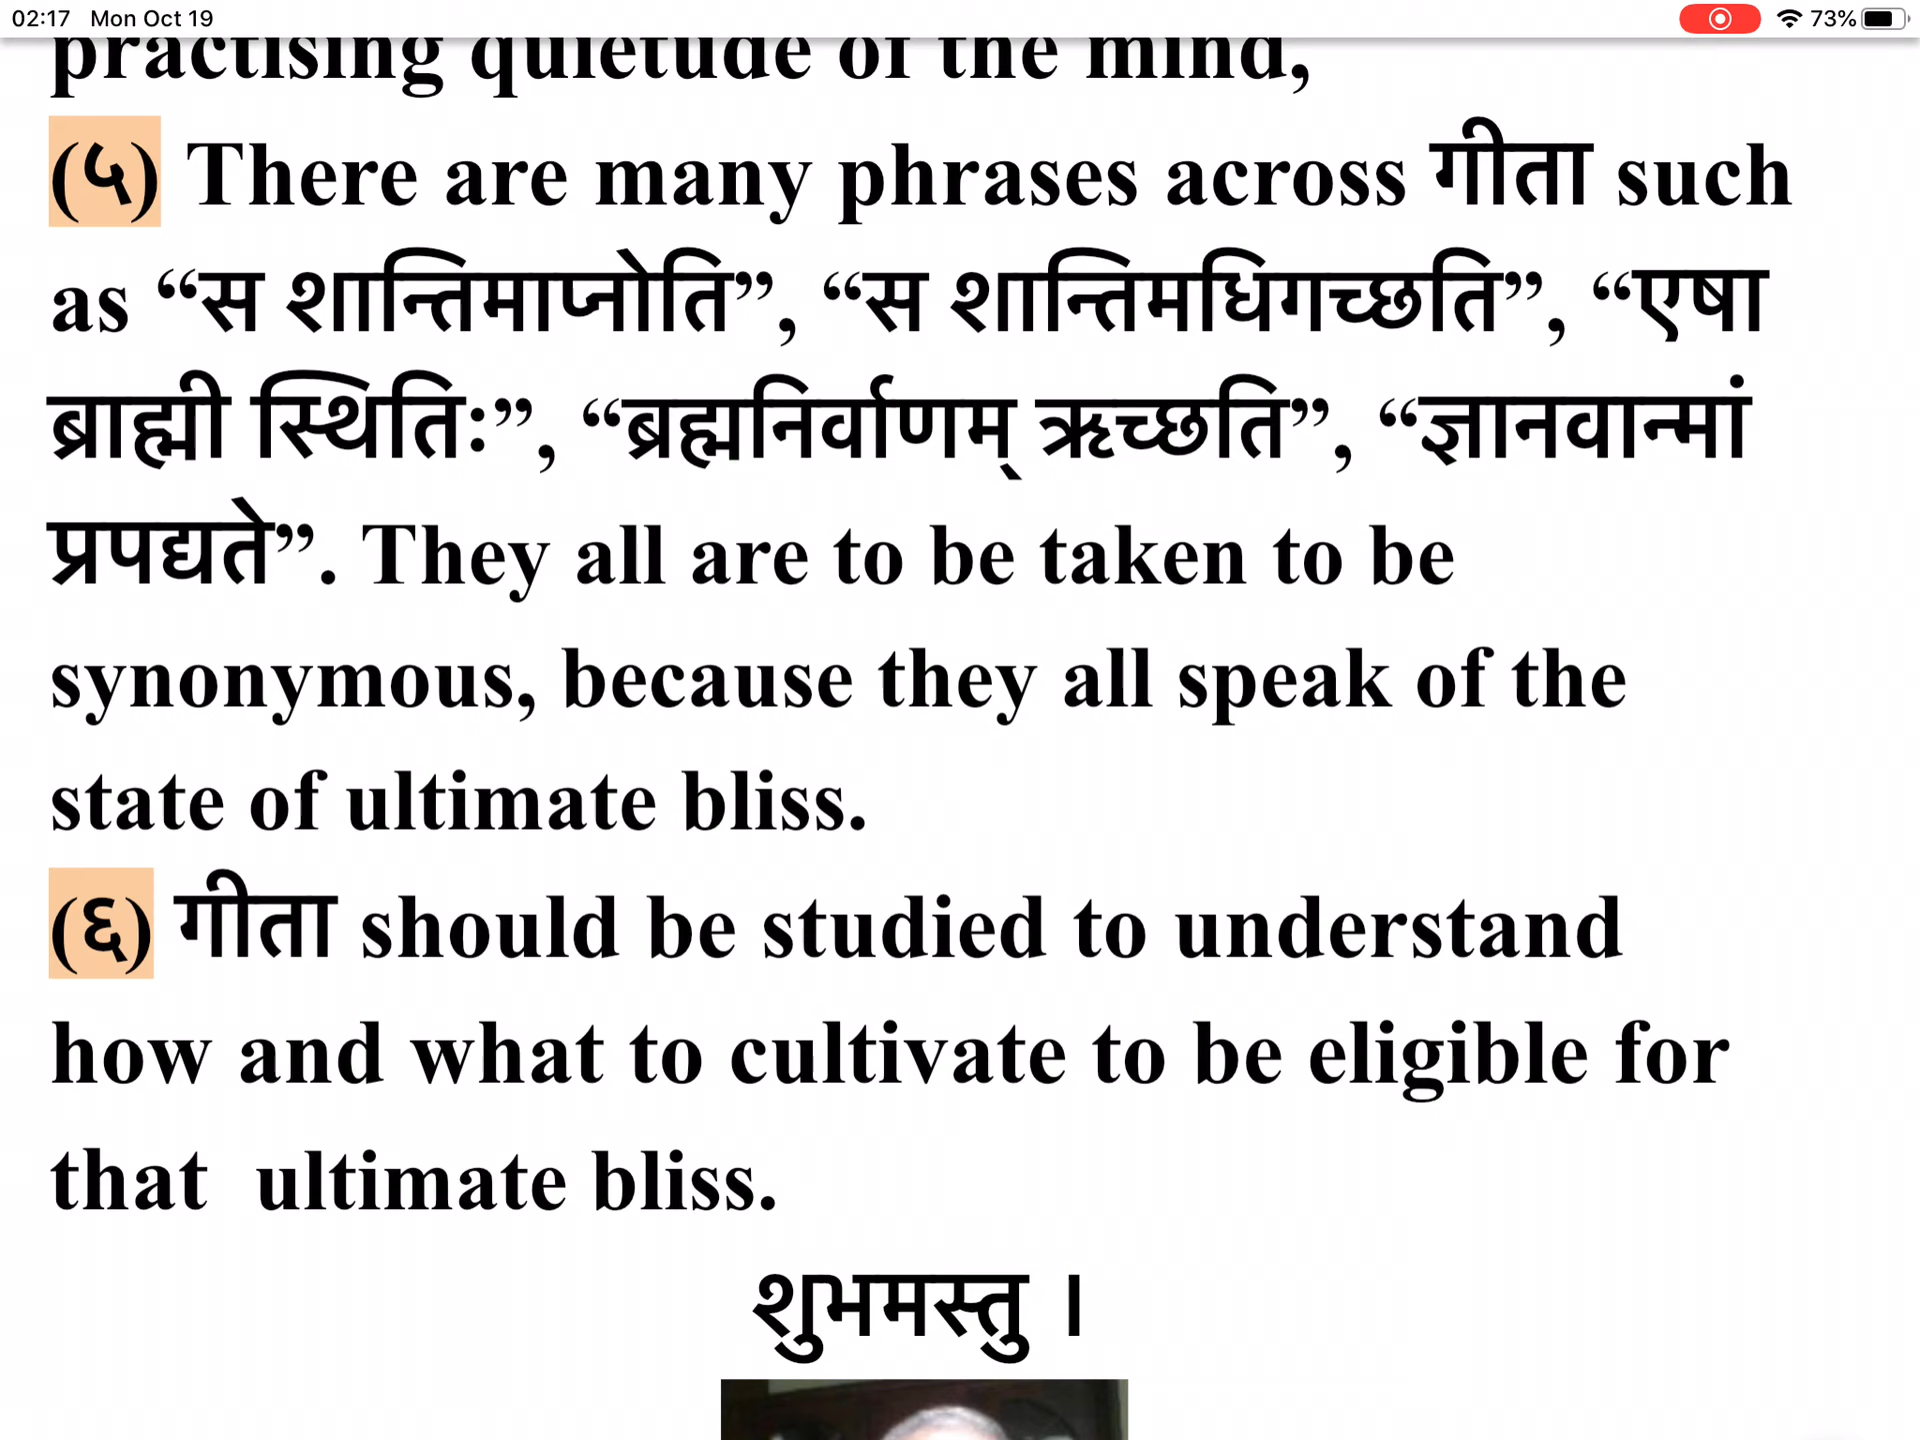 02:17 Mon Oct 19 73%
practising quietude of the mind,
(५) There are many phrases across गीता such
as “स शान्तिमाप्नोति”, “स शान्तिमधिगच्छति”, “एषा
ब्राह्मी स्थितिः”, “ब्रह्मनिर्वाणम् ऋच्छति”, “ज्ञानवान्मां
प्रपद्यते”. They all are to be taken to be
synonymous, because they all speak of the
state of ultimate bliss.
(६) गीता should be studied to understand
how and what to cultivate to be eligible for
that ultimate bliss.
शुभमस्तु ।